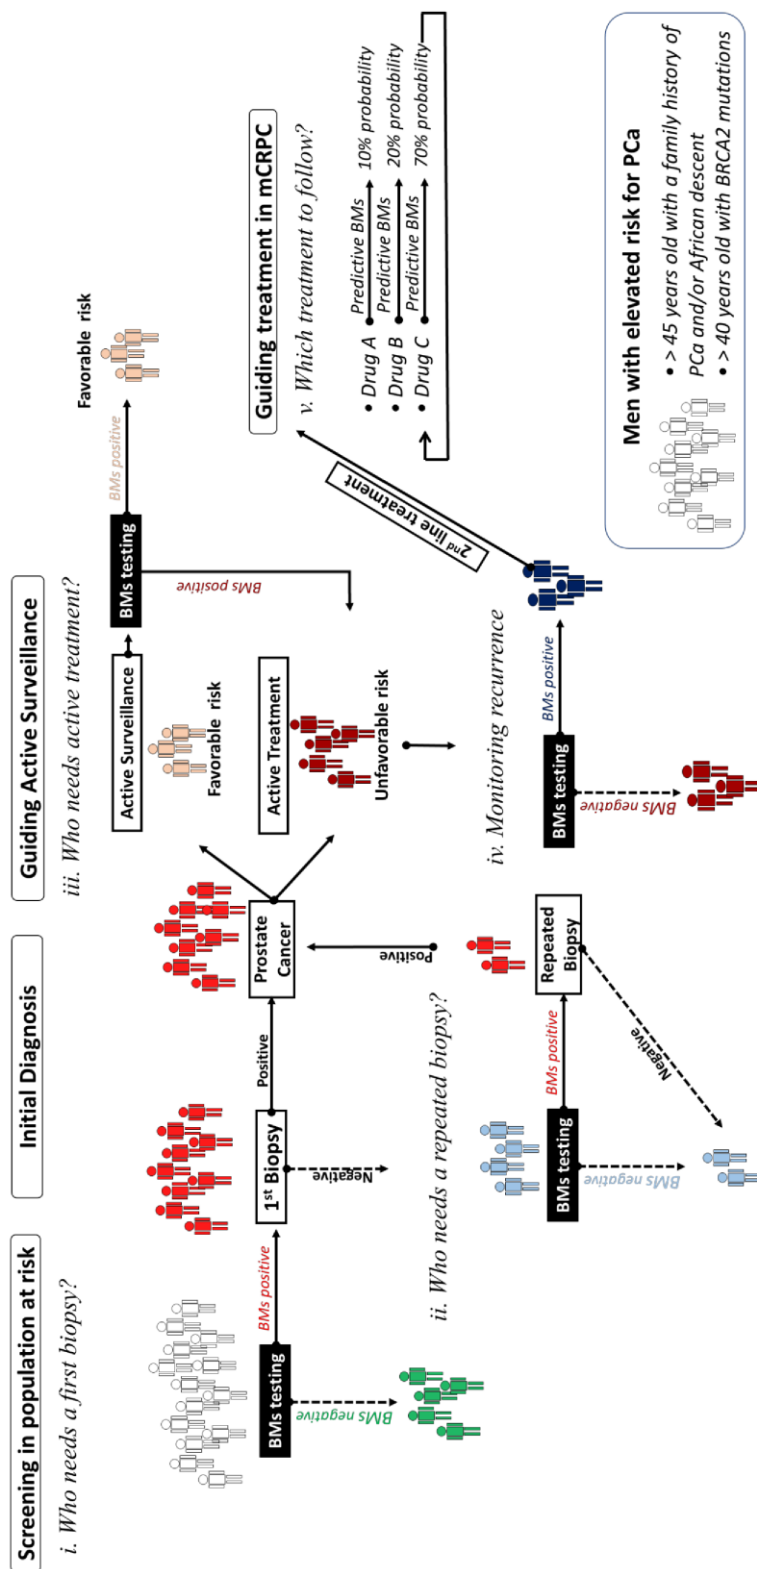 Screening in population at risk
Initial Diagnosis
Guiding Active Surveillance
i. Who needs a first biopsy?
BMs testing
BMs positive
BMs negative
1st Biopsy
Positive
Negative
Prostate
Cancer
ii. Who needs a repeated biopsy?
BMs testing
BMs positive
BMs negative
Repeated
Biopsy
Positive
Negative
iii. Who needs active treatment?
Active Surveillance
Favorable risk
BMs testing
BMs positive
Favorable risk
BMs positive
Active Treatment
Unfavorable risk
iv. Monitoring recurrence
BMs testing
BMs positive
BMs negative
2nd line treatment
Guiding treatment in mCRPC
v. Which treatment to follow?
• Drug A Predictive BMs 10% probability
• Drug B Predictive BMs 20% probability
• Drug C Predictive BMs 70% probability
Men with elevated risk for PCa
• > 45 years old with a family history of
PCa and/or African descent
• > 40 years old with BRCA2 mutations